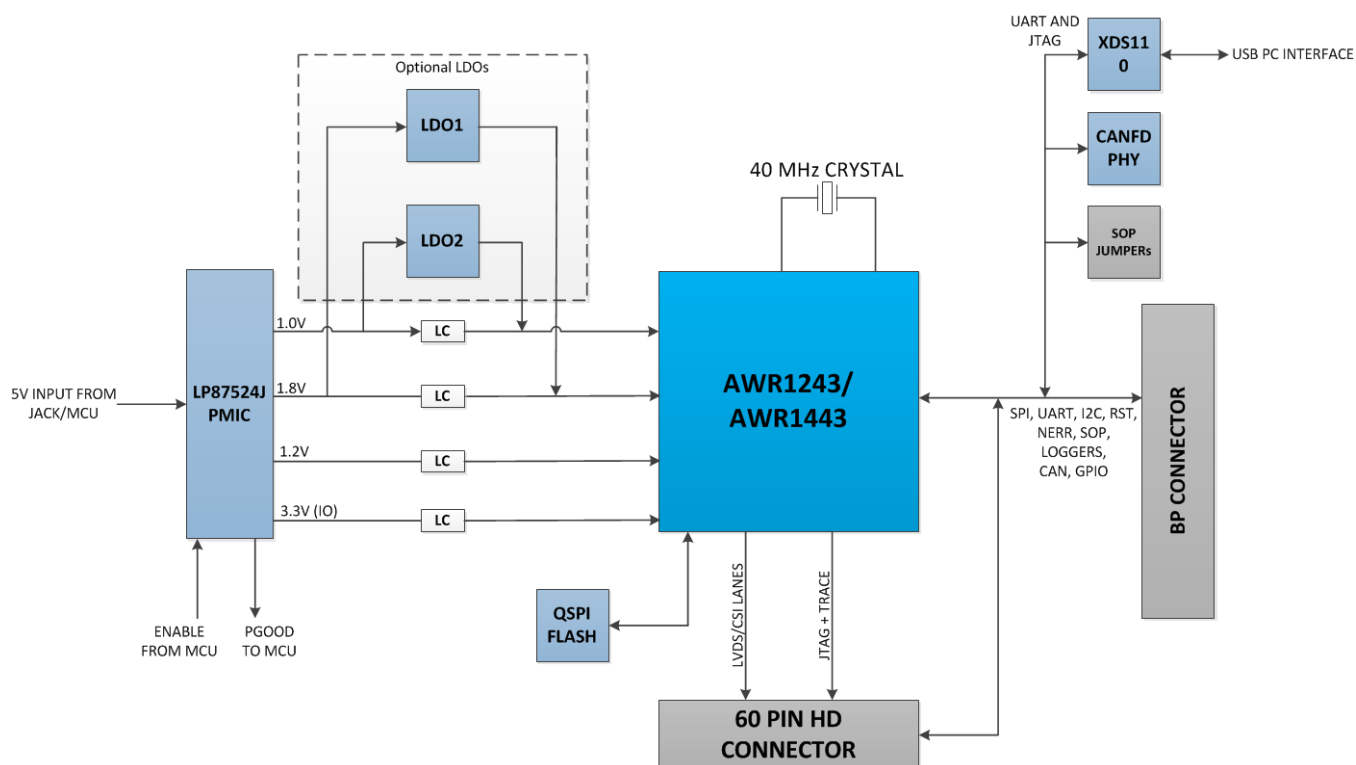 UART AND
JTAG
XDS11
0
USB PC INTERFACE
Optional LDOs
LDO1
CANFD
PHY
40 MHz CRYSTAL
LDO2
SOP
JUMPERs
1.0V
LC
5V INPUT FROM
JACK/MCU
LP87524J
PMIC
1.8V
LC
AWR1243/
AWR1443
SPI, UART, I2C, RST,
NERR, SOP,
LOGGERS,
CAN, GPIO
BP CONNECTOR
1.2V
LC
3.3V (IO)
LC
ENABLE
FROM MCU
PGOOD
TO MCU
QSPI
FLASH
LVDS/CSI LANES
JTAG + TRACE
60 PIN HD
CONNECTOR